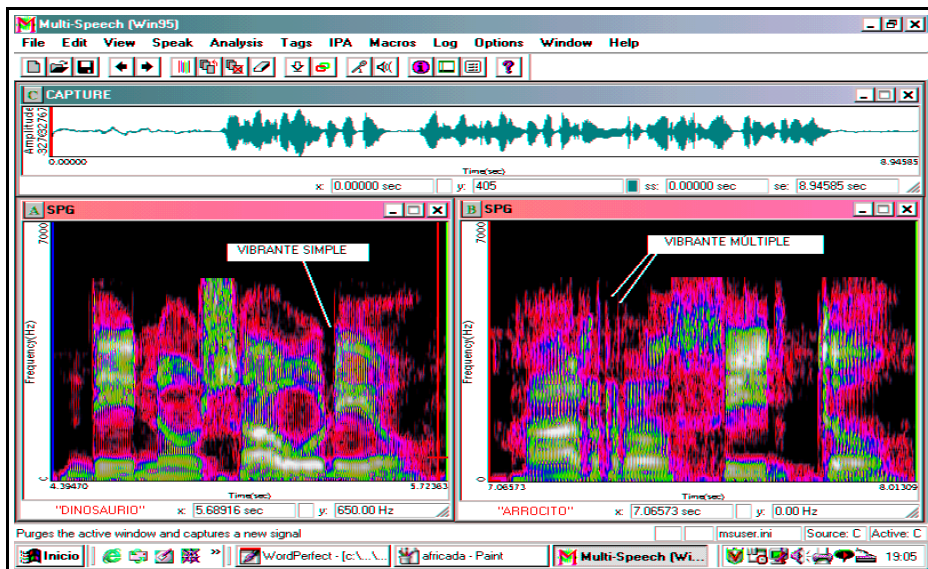 Multi-Speech (Win95)
File Edit View Speak Analysis Tags IPA Macros Log Options Window Help
C CAPTURE
Amplitude
-32768 32767
0.00000 8.94585
Time(sec)
x: 0.00000 sec y: 405 ss: 0.00000 sec se: 8.94585 sec
A SPG
7000
VIBRANTE SIMPLE
Frequency(Hz)
0
4.39470 5.72363
Time(sec)
"DINOSAURIO" x: 5.68916 sec y: 650.00 Hz
B SPG
7000
VIBRANTE MÚLTIPLE
Frequency(Hz)
0
7.06573 8.01309
Time(sec)
"ARROCITO" x: 7.06573 sec y: 0.00 Hz
Purges the active window and captures a new signal msuser.ini Source: C Active: C
Inicio » WordPerfect - [c:\...\... africada - Paint Multi-Speech (Wi... 19:05